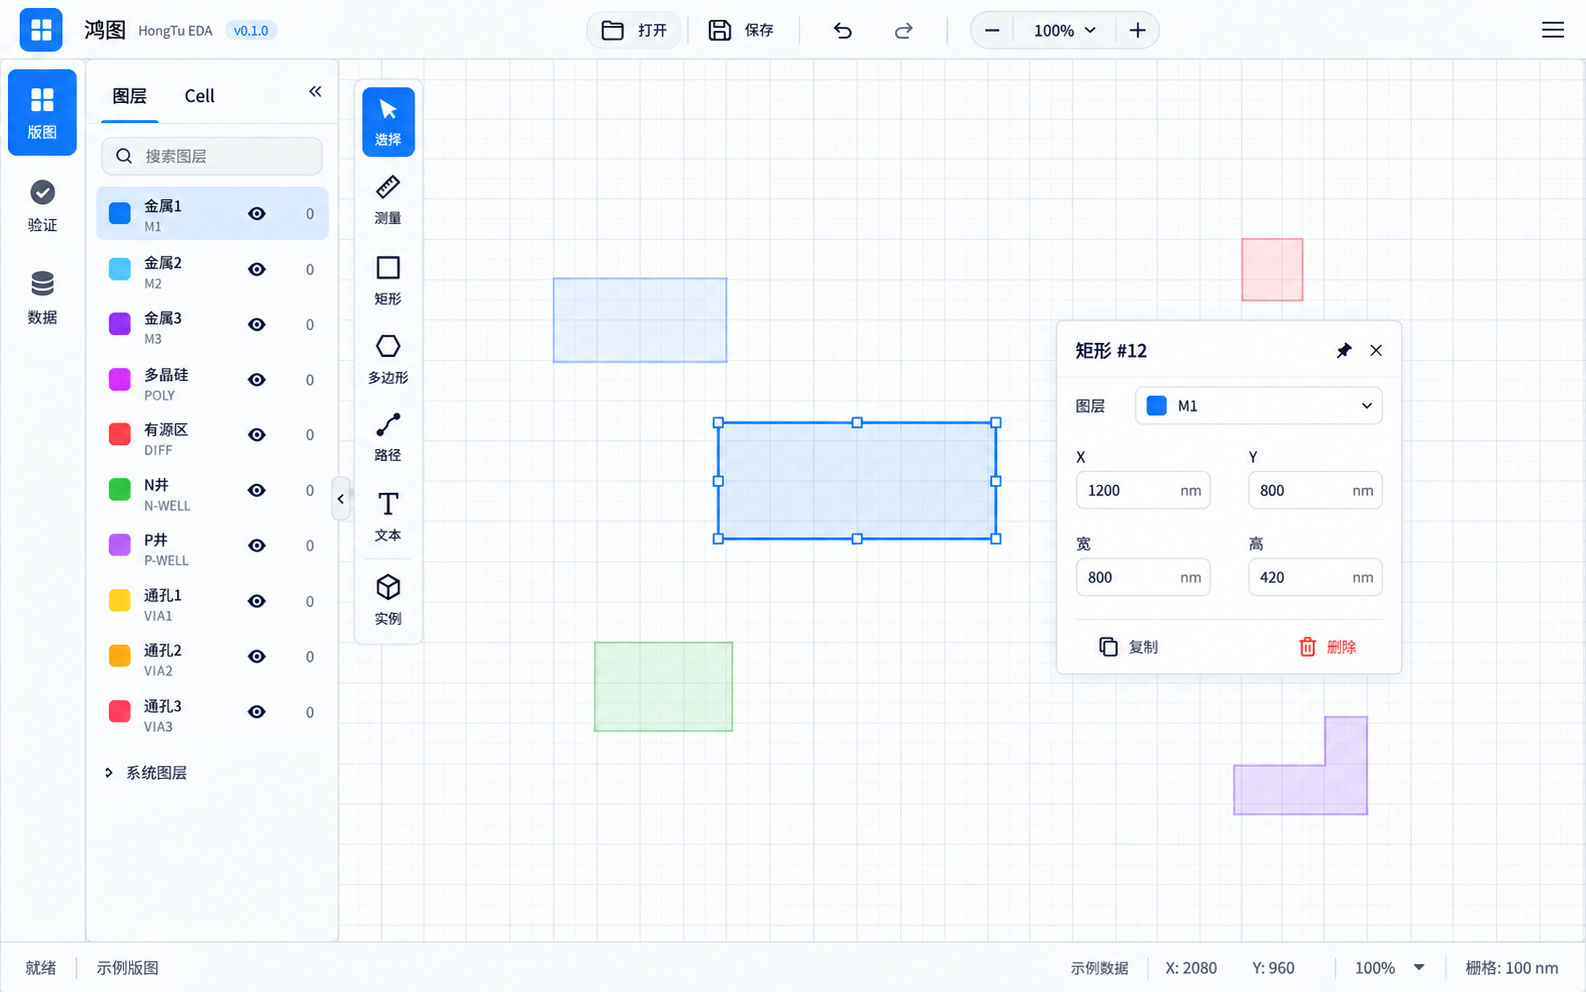 鸿图 HongTu EDA v0.1.0 打开 保存 100%
版图
验证
数据
图层 Cell
搜索图层
金属1 0
M1
金属2 0
M2
金属3 0
M3
多晶硅 0
POLY
有源区 0
DIFF
N井 0
N-WELL
P井 0
P-WELL
通孔1 0
VIA1
通孔2 0
VIA2
通孔3 0
VIA3
系统图层
选择
测量
矩形
多边形
路径
文本
实例
矩形 #12
图层 M1
X Y
1200 nm 800 nm
宽 高
800 nm 420 nm
复制 删除
就绪 示例版图 示例数据 X: 2080 Y: 960 100% 栅格: 100 nm